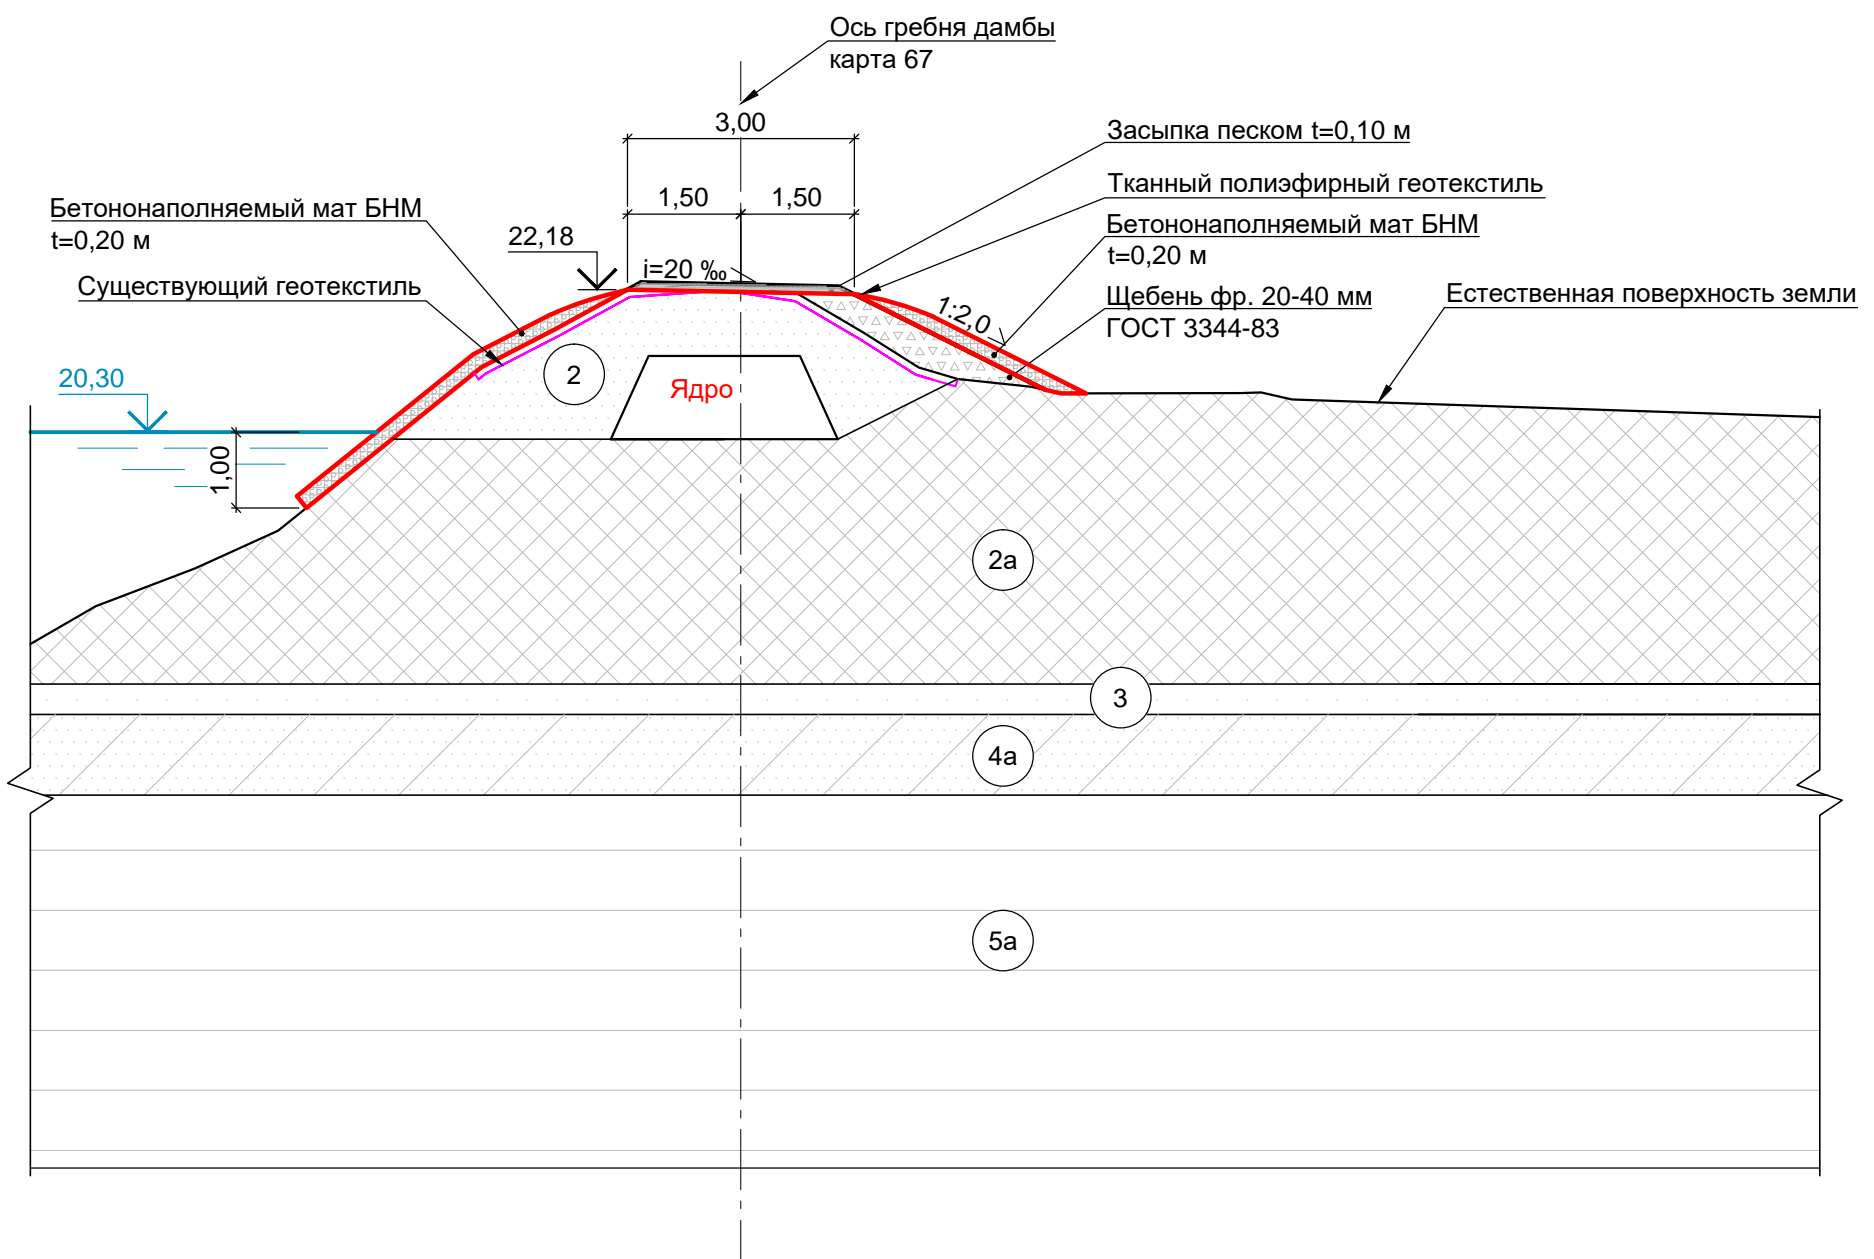 Ось гребня дамбы
карта 67
3,00
Засыпка песком t=0,10 м
Тканный полиэфирный геотекстиль
1,50
1,50
Бетононаполняемый мат БНМ
t=0,20 м
Бетононаполняемый мат БНМ
t=0,20 м
22,18
i=20 ‰
Существующий геотекстиль
Щебень фр. 20-40 мм
ГОСТ 3344-83
Естественная поверхность земли
1:2,0
20,30
2
Ядро
1,00
2а
3
4а
5а